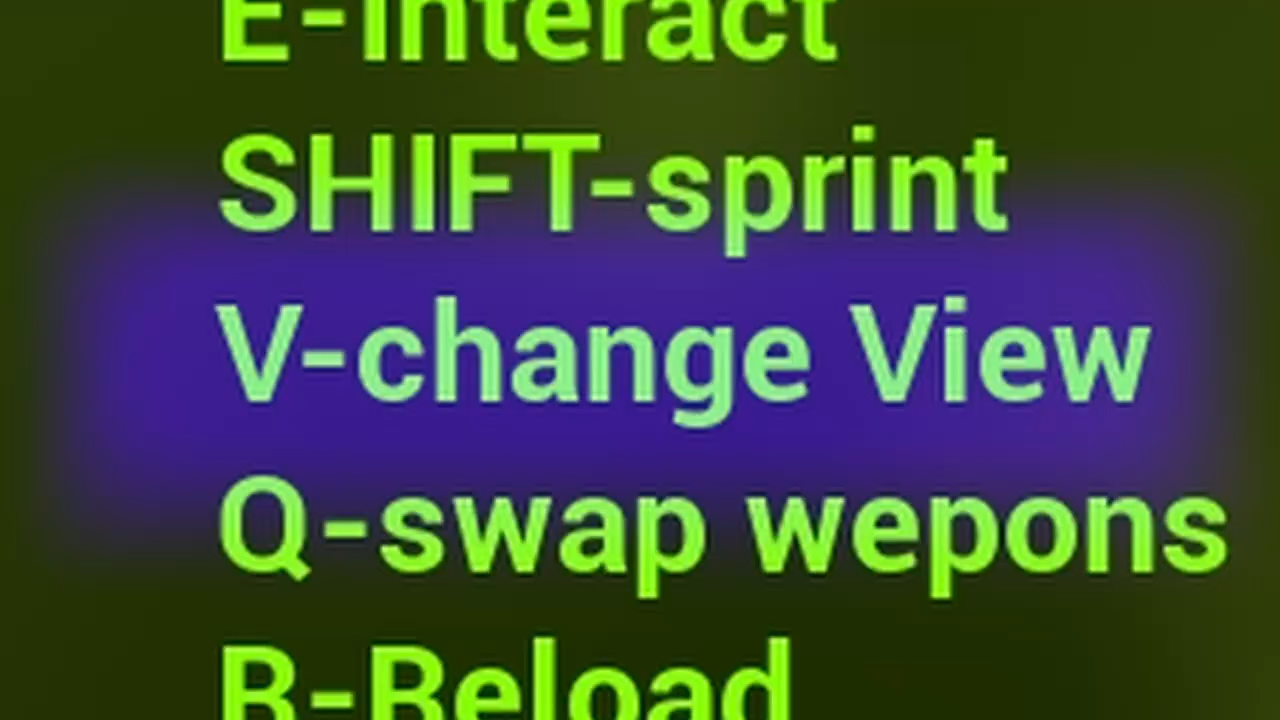 E-Interact
SHIFT-sprint
V-change View
Q-swap wepons
R-Reload